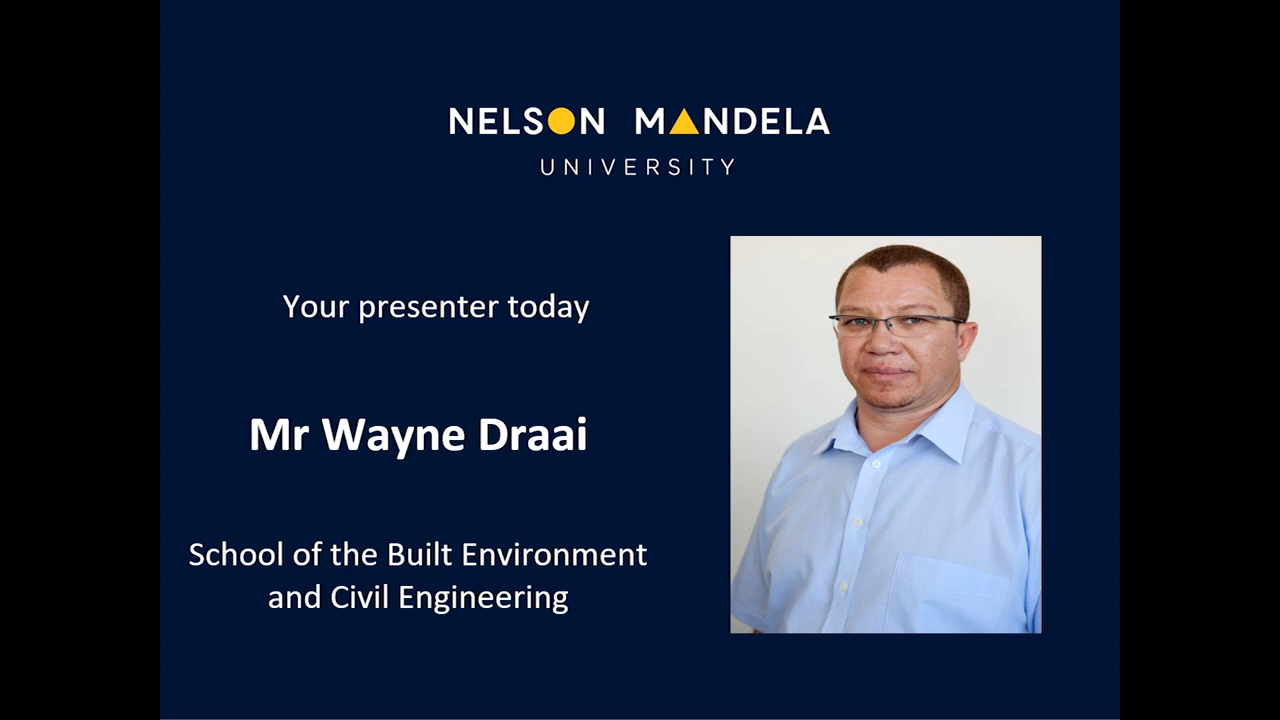 NELSON MANDELA
UNIVERSITY
Your presenter today
Mr Wayne Draai
School of the Built Environment
and Civil Engineering